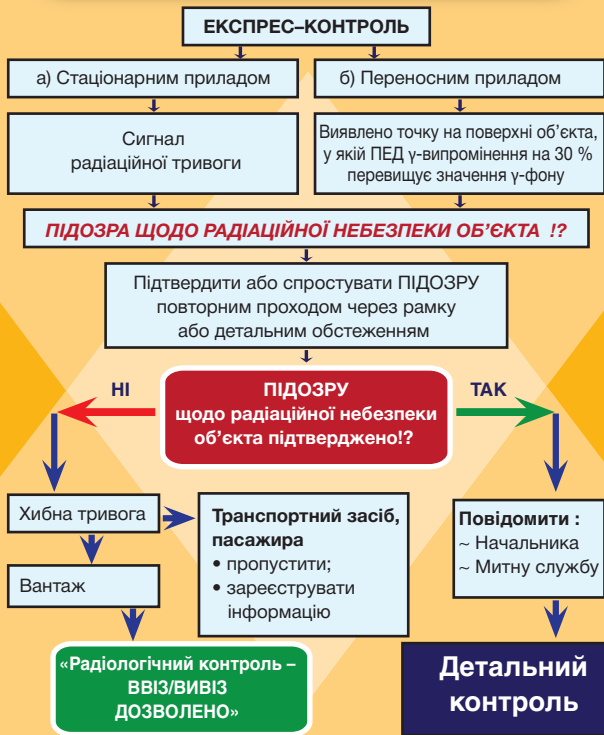 ЕКСПРЕС–КОНТРОЛЬ
а) Стаціонарним приладом
б) Переносним приладом
Сигнал
радіаційної тривоги
Виявлено точку на поверхні об’єкта,
у якій ПЕД γ-випромінення на 30 %
перевищує значення γ-фону
ПІДОЗРА ЩОДО РАДІАЦІЙНОЇ НЕБЕЗПЕКИ ОБ’ЄКТА !?
Підтвердити або спростувати ПІДОЗРУ
повторним проходом через рамку
або детальним обстеженням
НІ
ПІДОЗРУ
щодо радіаційної небезпеки
об’єкта підтверджено!?
ТАК
Хибна тривога
Транспортний засіб,
пасажира
• пропустити;
• зареєструвати
інформацію
Повідомити :
~ Начальника
~ Митну службу
Вантаж
«Радіологічний контроль –
ВВІЗ/ВИВІЗ
ДОЗВОЛЕНО»
Детальний
контроль